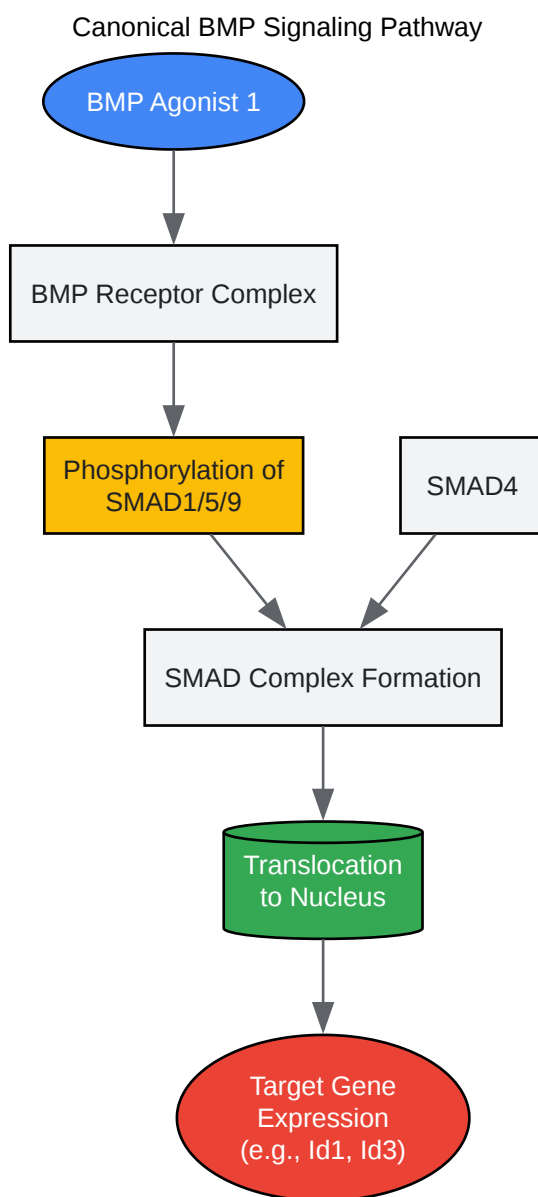 Canonical BMP Signaling Pathway
BMP Agonist 1
BMP Receptor Complex
Phosphorylation of
SMAD1/5/9
SMAD4
SMAD Complex Formation
Translocation
to Nucleus
Target Gene
Expression
(e.g., Id1, Id3)